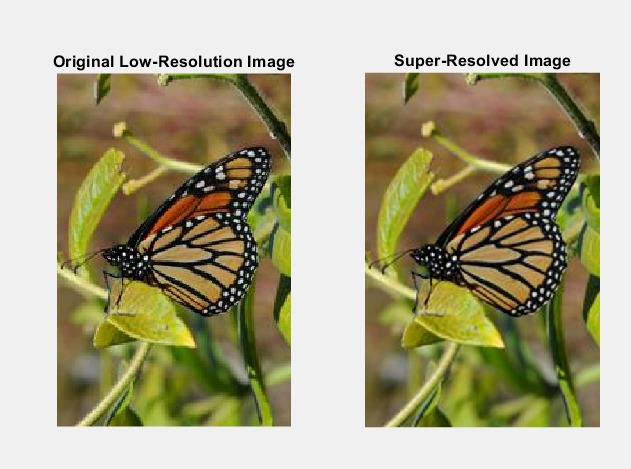 Original Low-Resolution Image
Super-Resolved Image